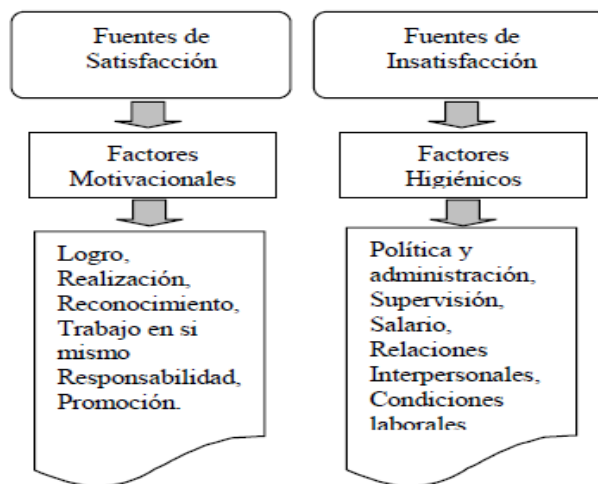 Fuentes de
Satisfacción
Factores
Motivacionales
Logro,
Realización,
Reconocimiento,
Trabajo en si
mismo
Responsabilidad,
Promoción.
Fuentes de
Insatisfacción
Factores
Higiénicos
Política y
administración,
Supervisión,
Salario,
Relaciones
Interpersonales,
Condiciones
laborales